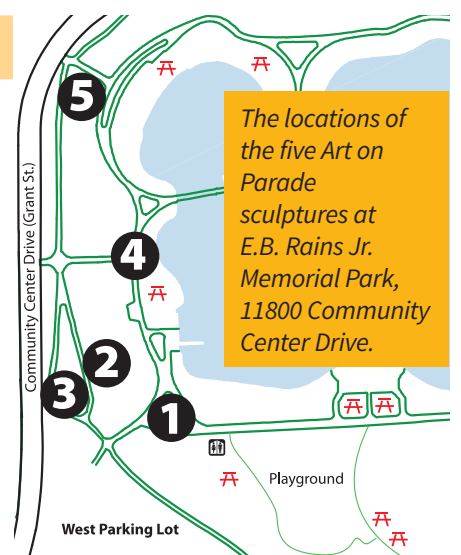 5
The locations of
the five Art on
Parade
sculptures at
E.B. Rains Jr.
Memorial Park,
11800 Community
Center Drive.
Community Center Drive (Grant St.)
4
2
3
1
Playground
West Parking Lot